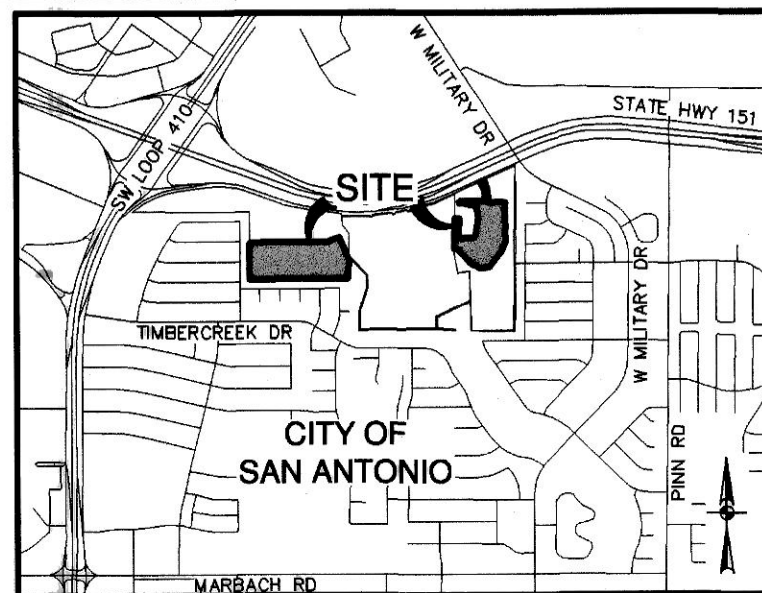 W MILITARY DR
STATE HWY 151
SW LOOP 410
SITE
TIMBERCREEK DR
W MILITARY DR
CITY OF
SAN ANTONIO
PINN RD
MARBACH RD